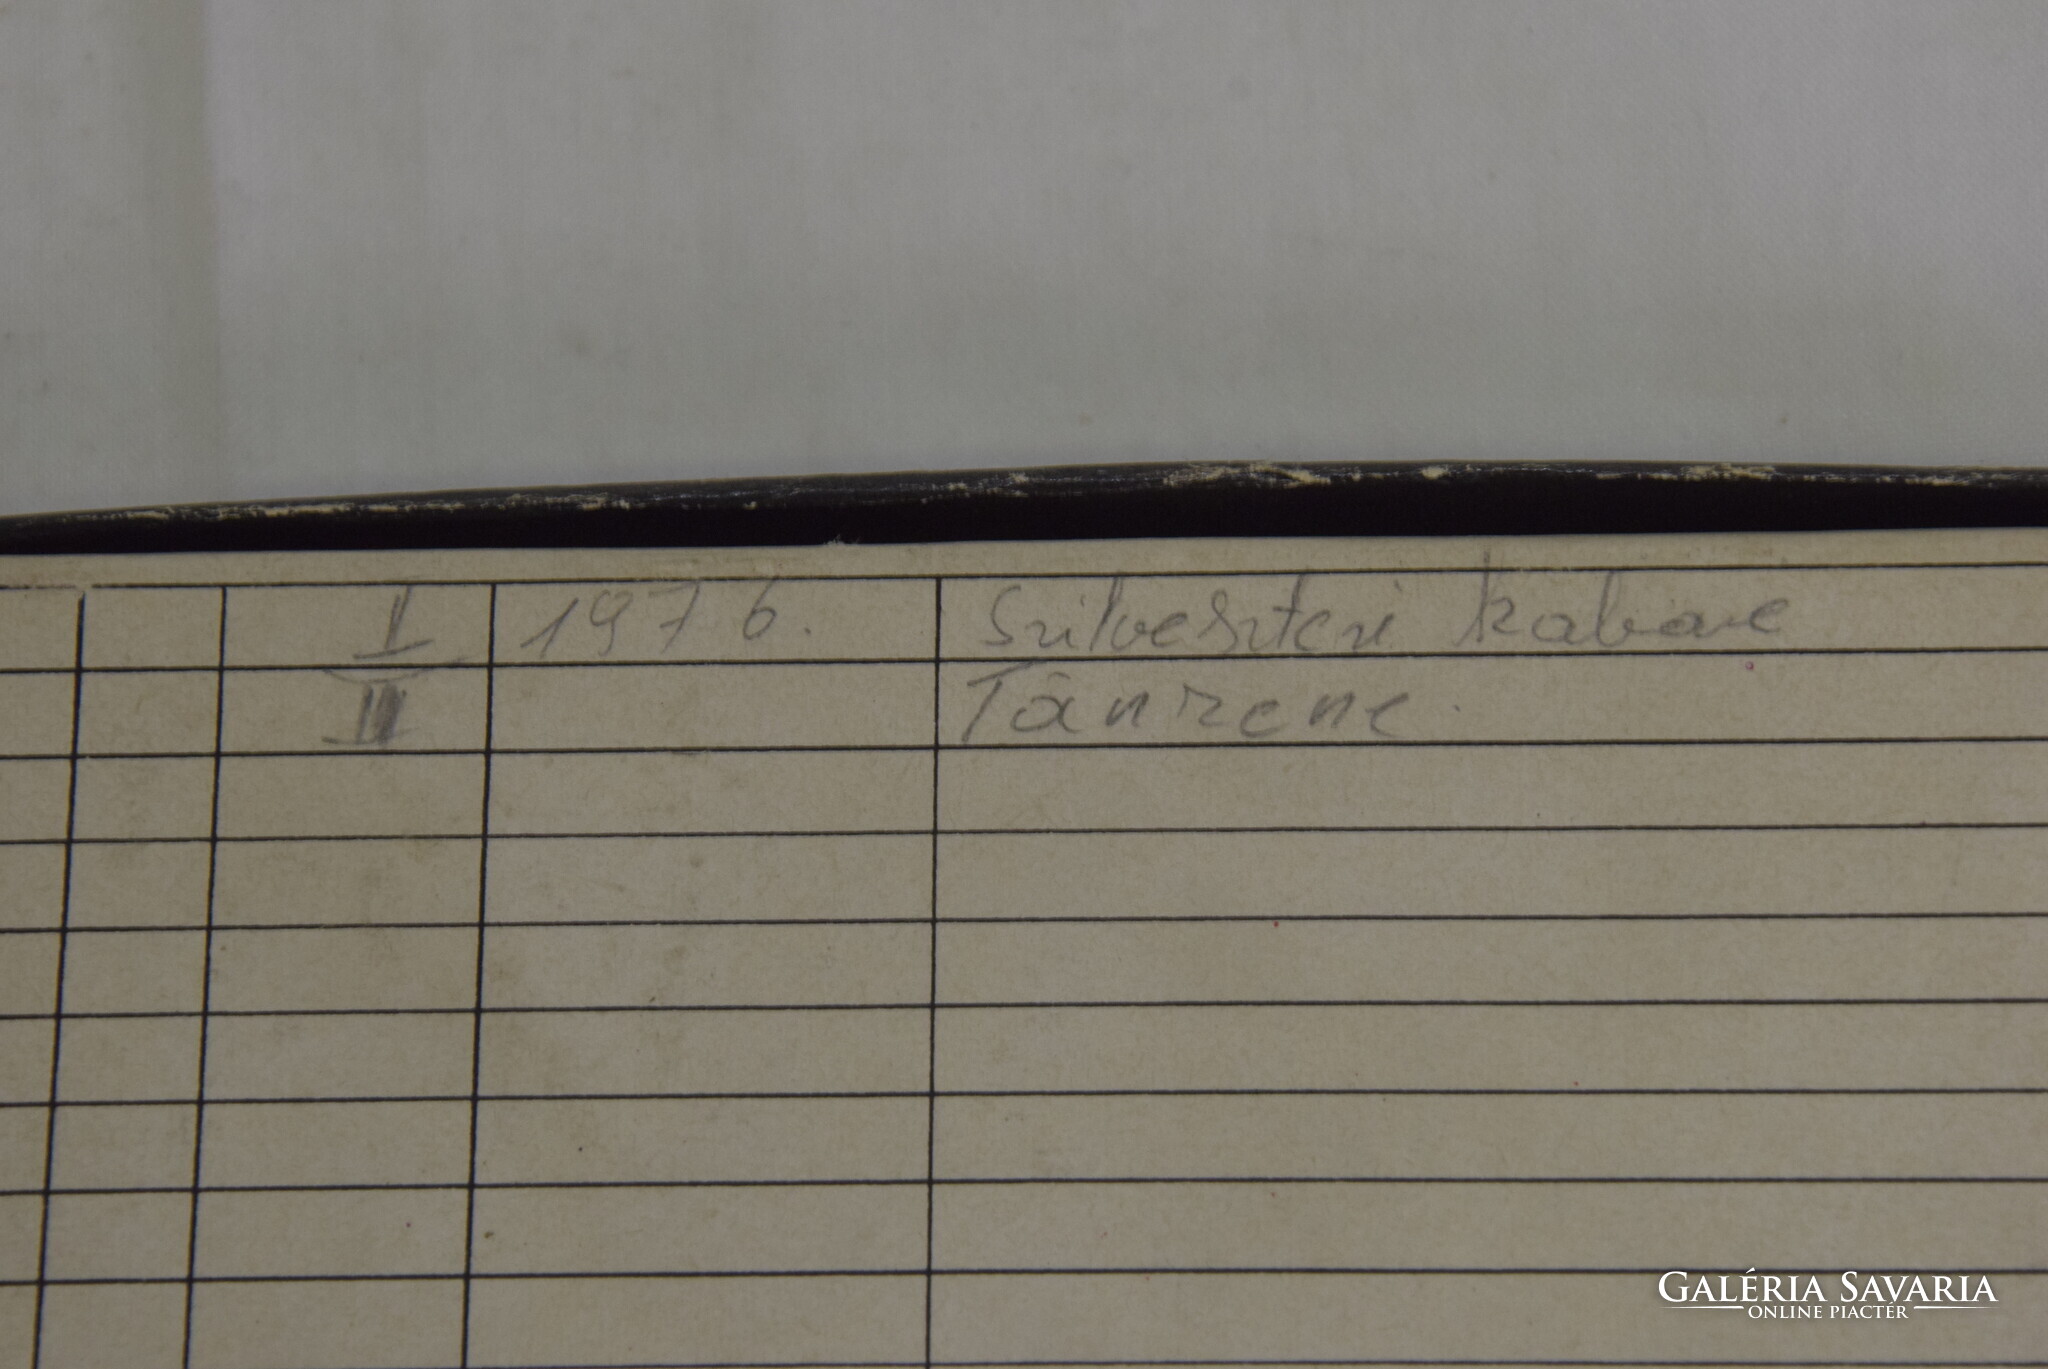 I 1976. Szilveszteri kabaré
II Tánczene
GALÉRIA SAVARIA
ONLINE PIACTÉR